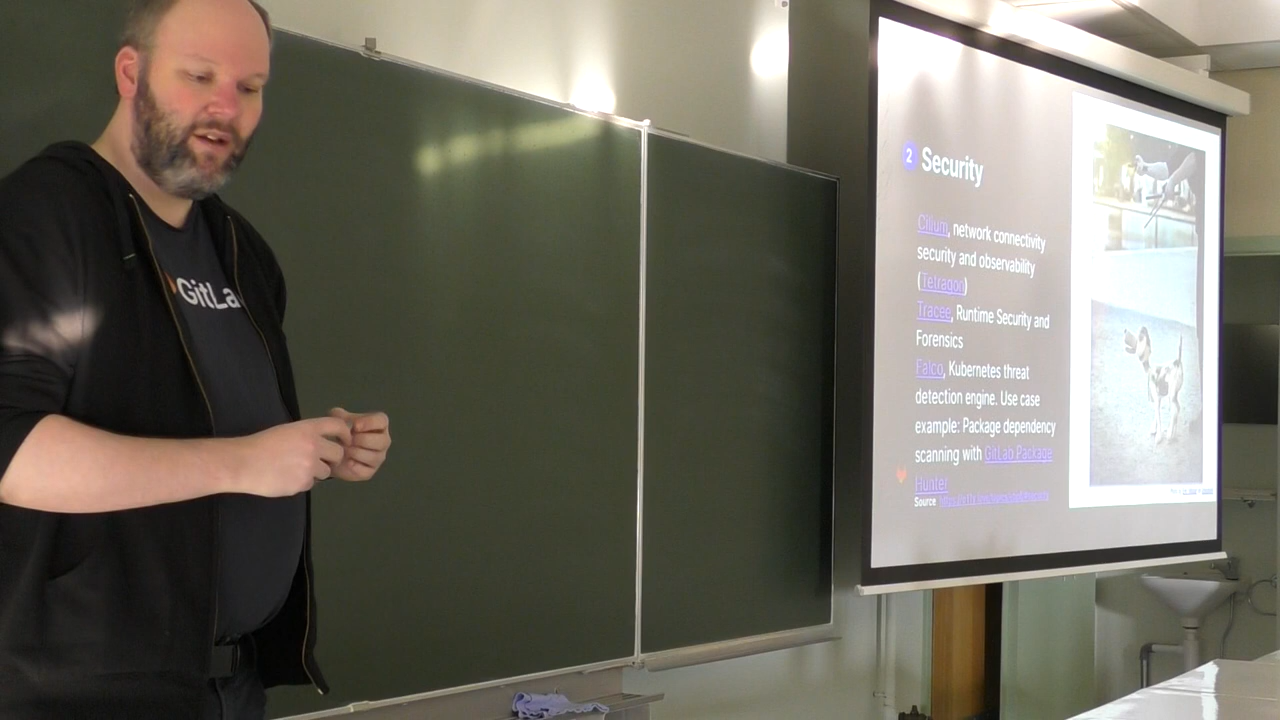 GitLa
2 Security
Cilium, network connectivity
security and observability
(Tetragon)
Tracee, Runtime Security and
Forensics
Falco, Kubernetes threat
detection engine. Use case
example: Package dependency
scanning with GitLab Package
Hunter
Source